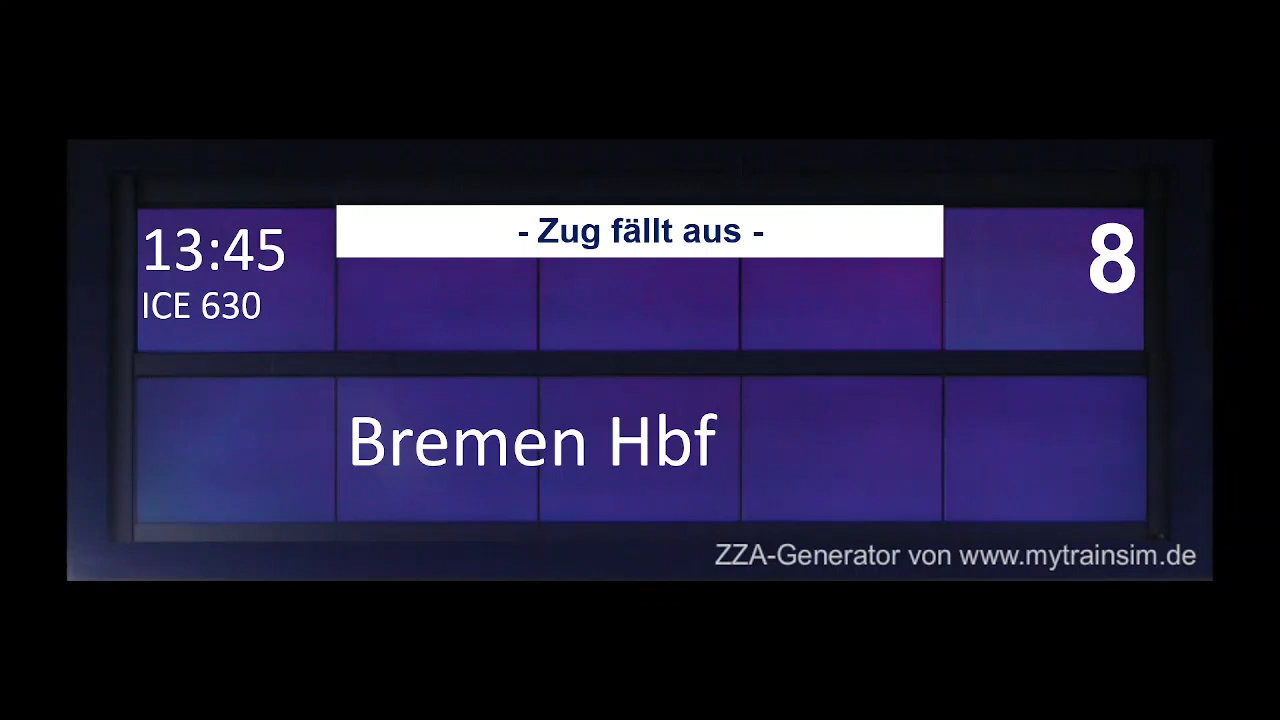 13:45
- Zug fällt aus -
8
ICE 630
Bremen Hbf
ZZA-Generator von www.mytrainsim.de